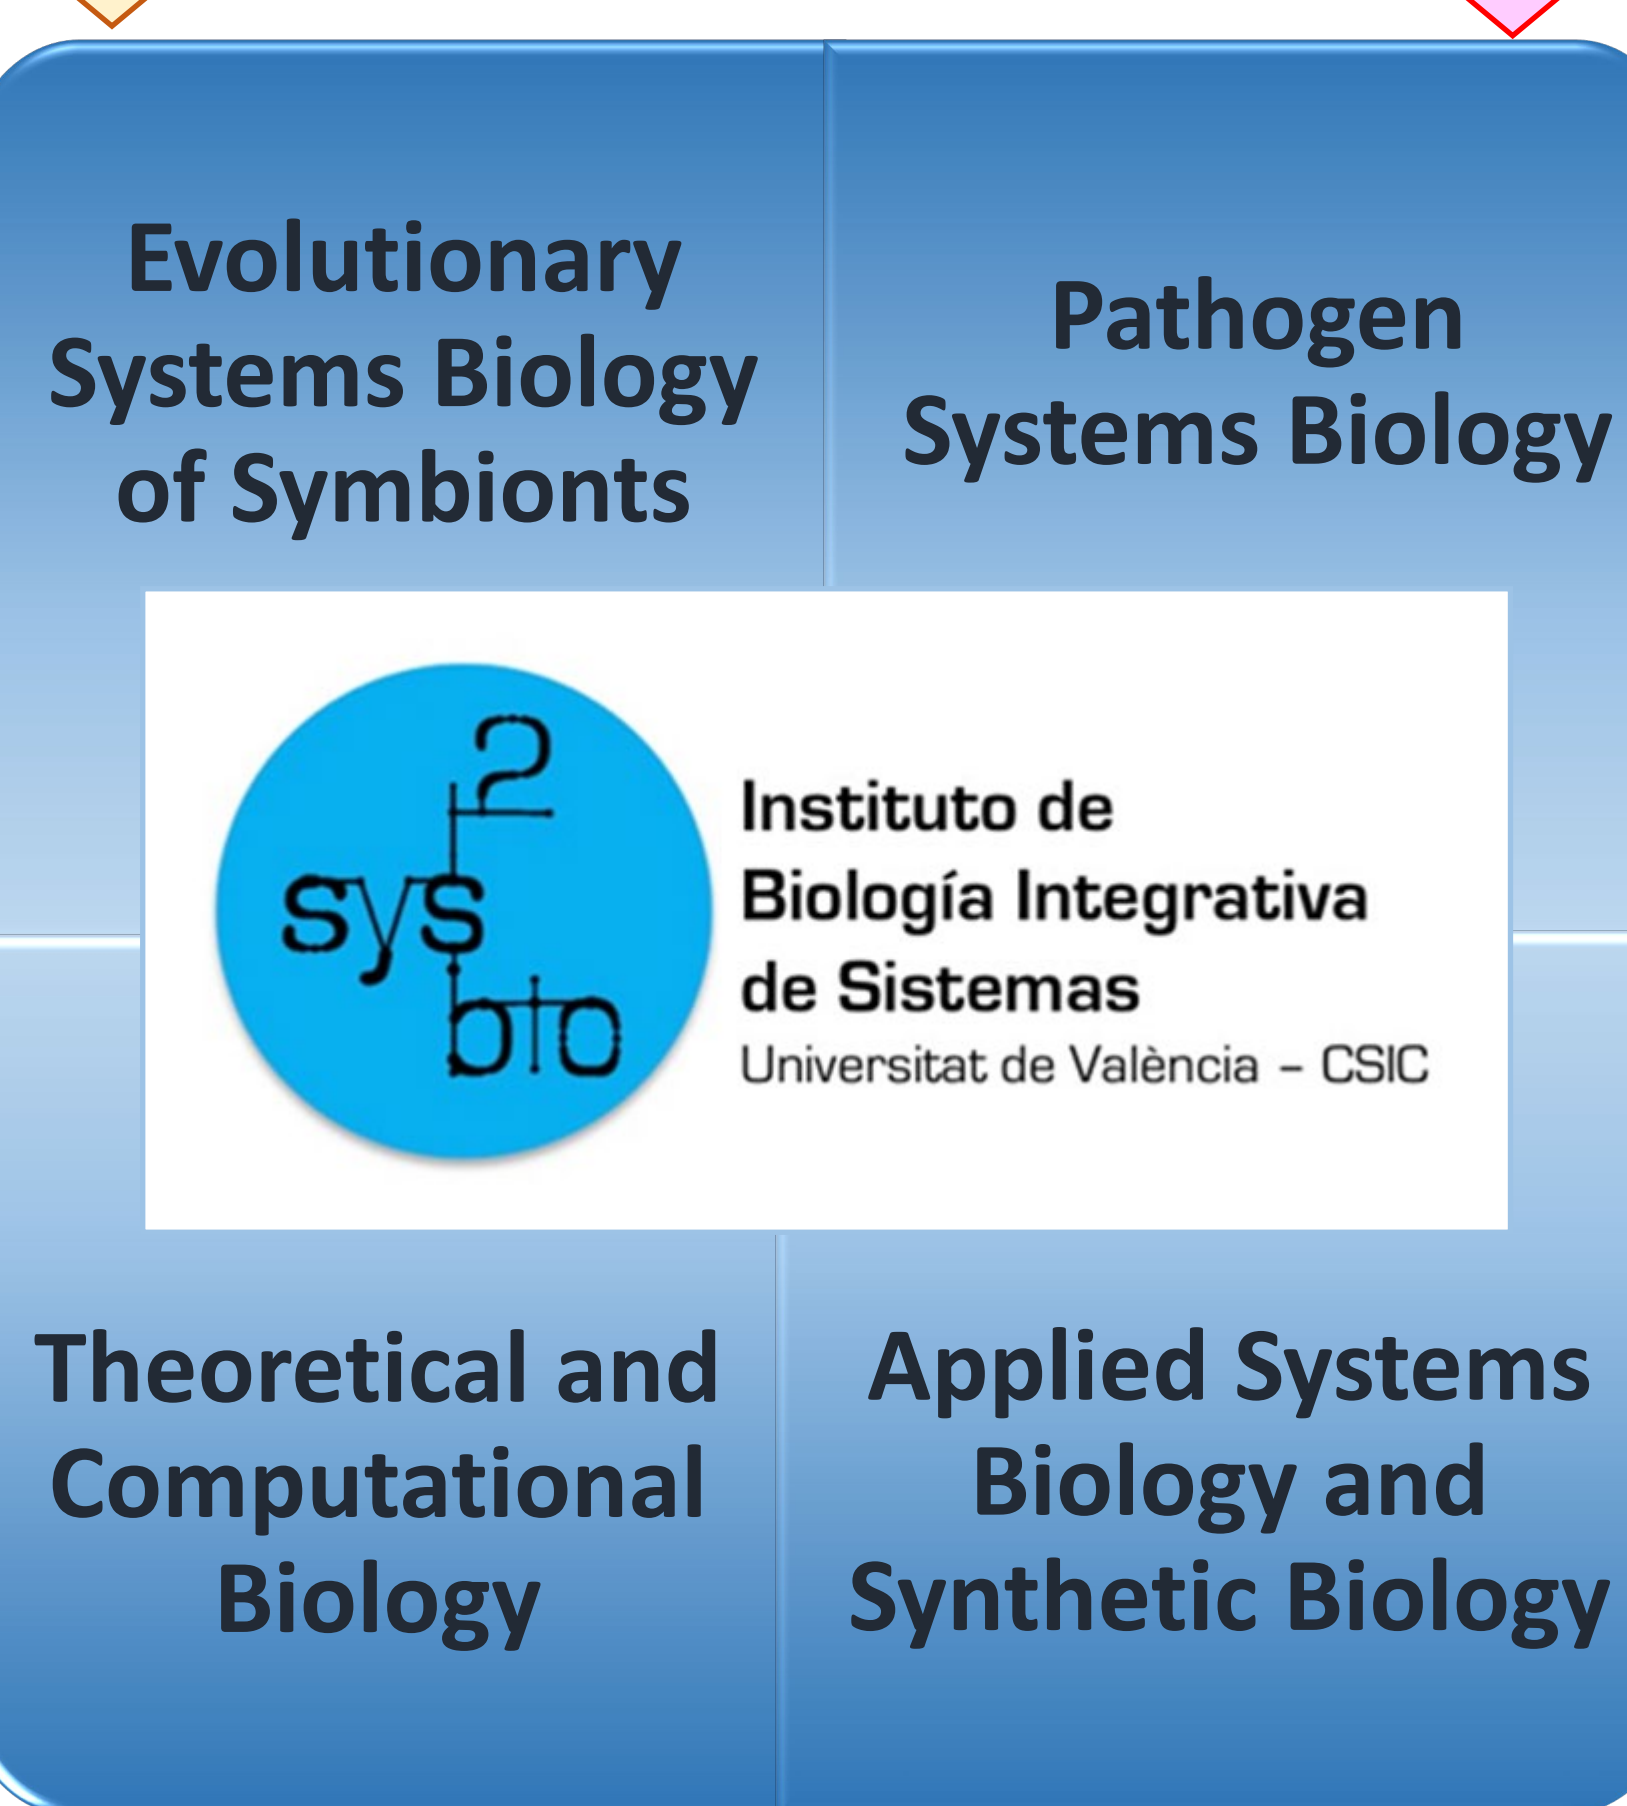 Evolutionary
Systems Biology
of Symbionts
Pathogen
Systems Biology
I2
sys
bio
Instituto de
Biología Integrativa
de Sistemas
Universitat de València – CSIC
Theoretical and
Computational
Biology
Applied Systems
Biology and
Synthetic Biology